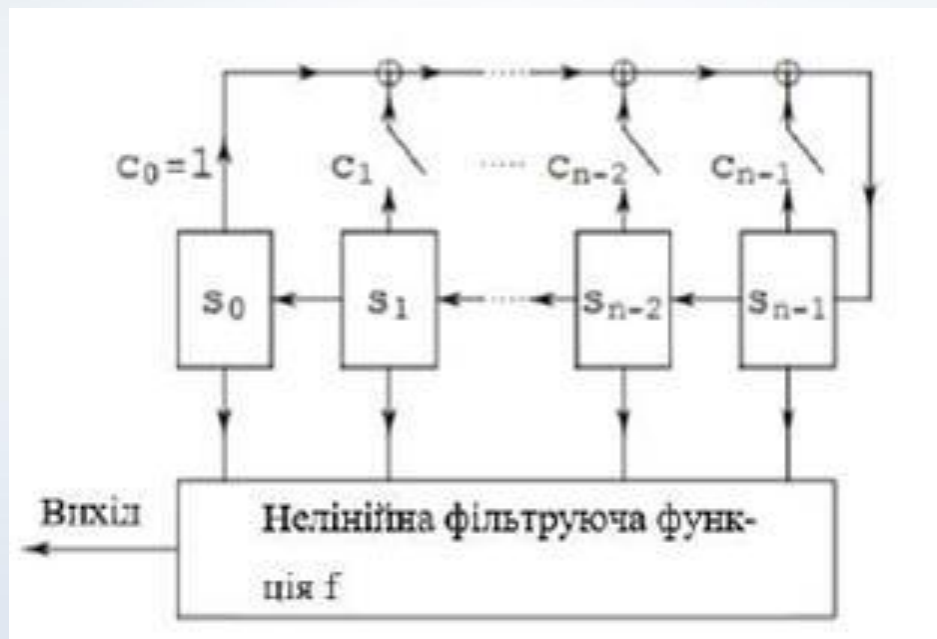 c₀=1 c₁ ..... cₙ₋₂ cₙ₋₁
s₀ s₁ sₙ₋₂ sₙ₋₁
Вихід
Нелінійна фільтруюча функ-
ція f